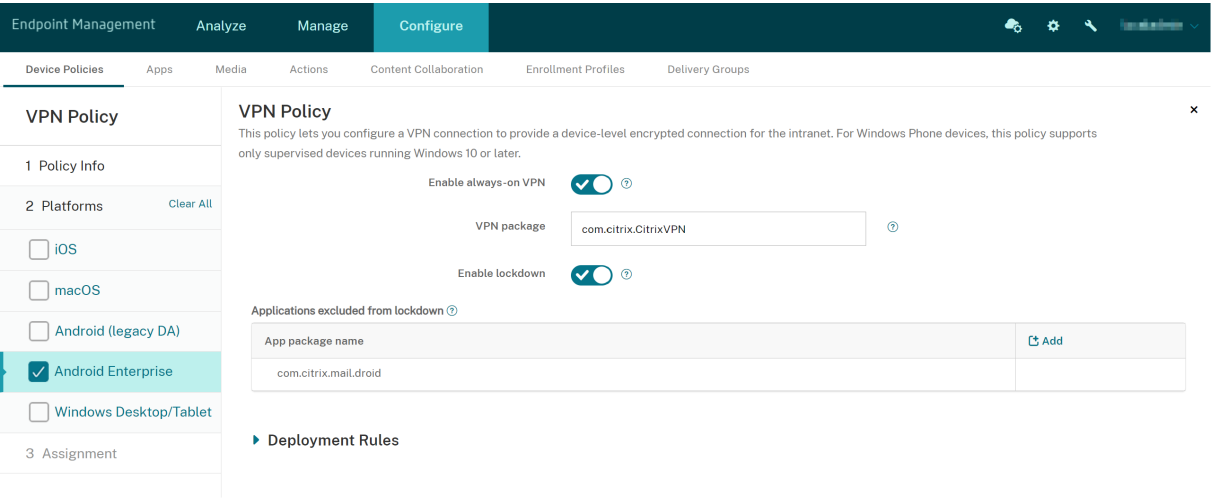 Endpoint Management
Analyze
Manage
Configure
Device Policies
Apps
Media
Actions
Content Collaboration
Enrollment Profiles
Delivery Groups
VPN Policy
1 Policy Info
2 Platforms
Clear All
iOS
macOS
Android (legacy DA)
Android Enterprise
Windows Desktop/Tablet
3 Assignment
VPN Policy
This policy lets you configure a VPN connection to provide a device-level encrypted connection for the intranet. For Windows Phone devices, this policy supports
only supervised devices running Windows 10 or later.
Enable always-on VPN
VPN package
com.citrix.CitrixVPN
Enable lockdown
Applications excluded from lockdown
App package name
Add
com.citrix.mail.droid
Deployment Rules